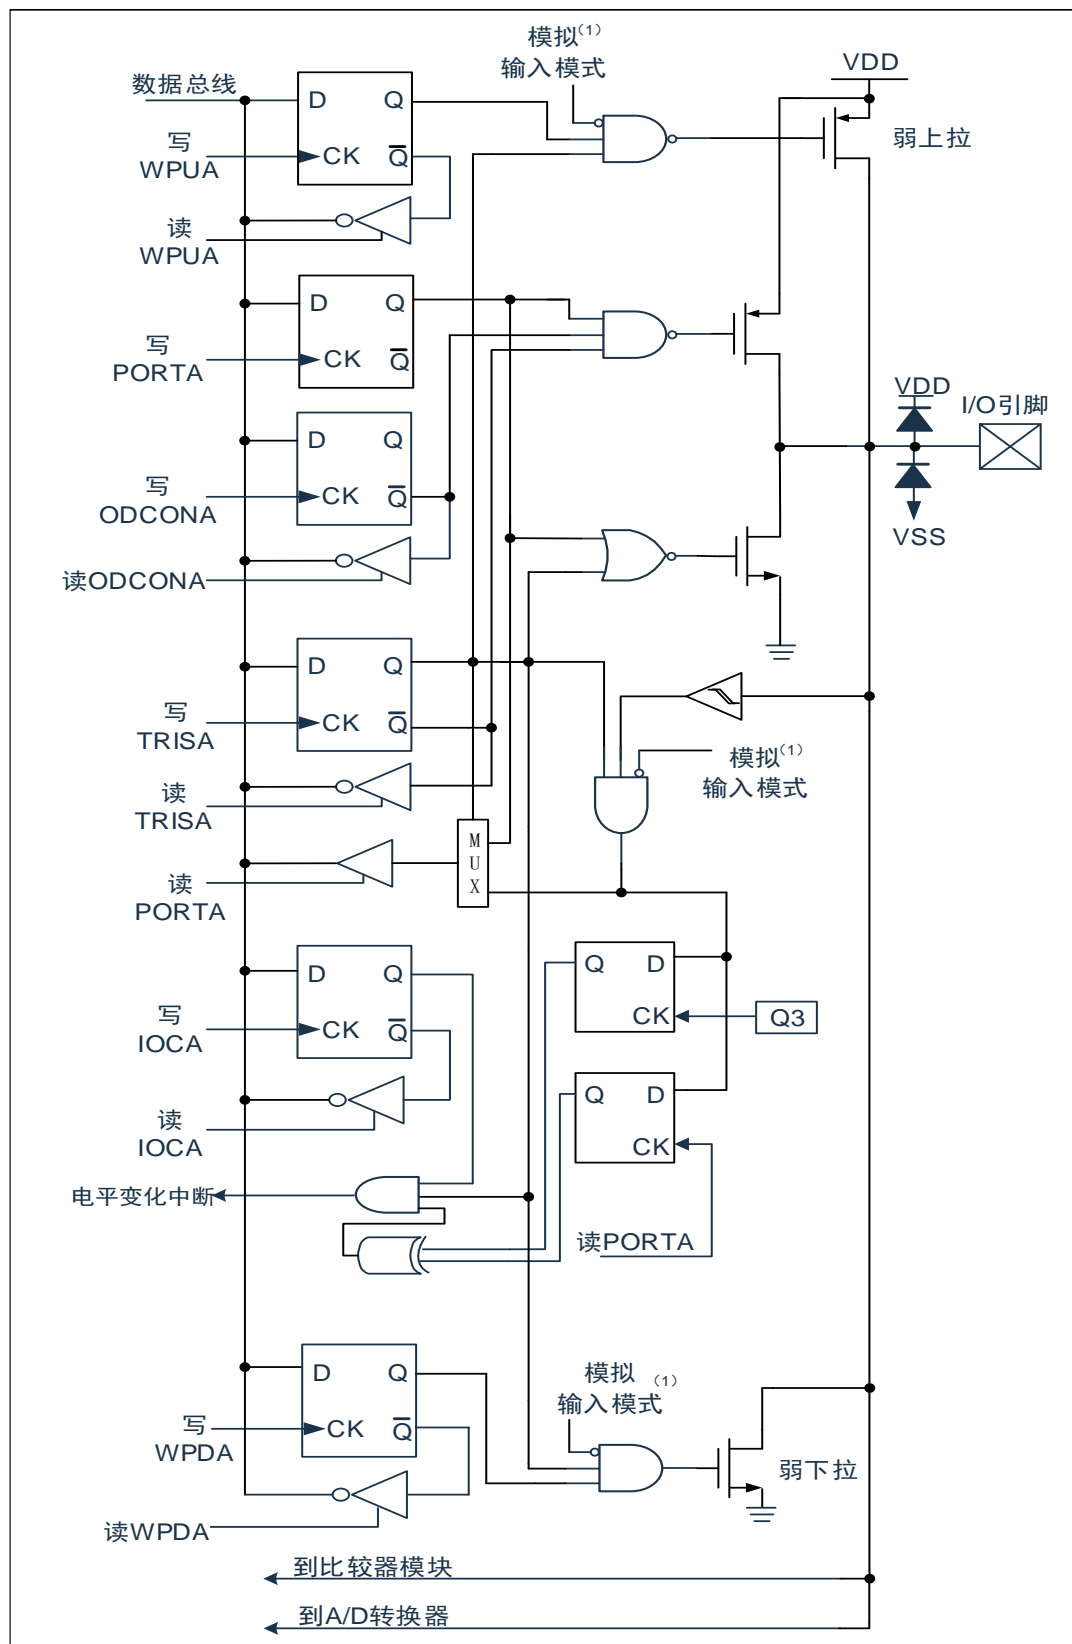 模拟(1)
输入模式
VDD
数据总线
D Q
弱上拉
写
WPUA
CK Q
读
WPUA
D Q
写
PORTA
CK Q
VDD
I/O引脚
D Q
写
ODCONA
CK Q
VSS
读ODCONA
D Q
写
TRISA
CK Q
模拟(1)
输入模式
读
TRISA
MUX
读
PORTA
D Q
Q D
写
IOCA
CK Q
CK
Q3
Q D
读
IOCA
CK
电平变化中断
读PORTA
D Q
模拟(1)
输入模式
写
WPDA
CK Q
弱下拉
读WPDA
到比较器模块
到A/D转换器